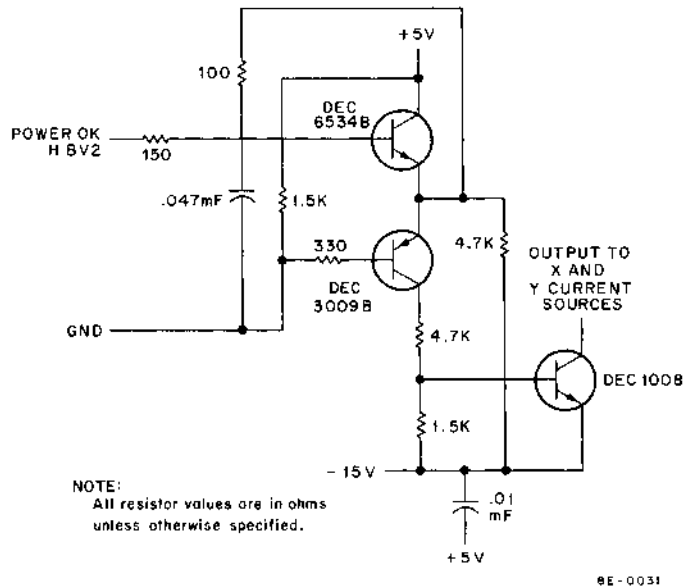 +5V
100
DEC
6534B
POWER OK
H BV2
150
.047mF
1.5K
330
DEC
3009B
4.7K
OUTPUT TO
X AND
Y CURRENT
SOURCES
GND
4.7K
DEC 1008
1.5K
-15V
NOTE:
All resistor values are in ohms
unless otherwise specified.
.01
mF
+5V
8E-0031